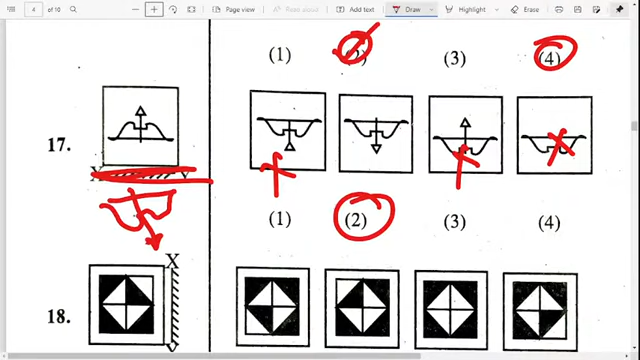 4 of 10
Page view
Read aloud
Add text
Draw
Highlight
Erase
(1) (2) (3) (4)
17.
X Y
(1) (2) (3) (4)
X
18.